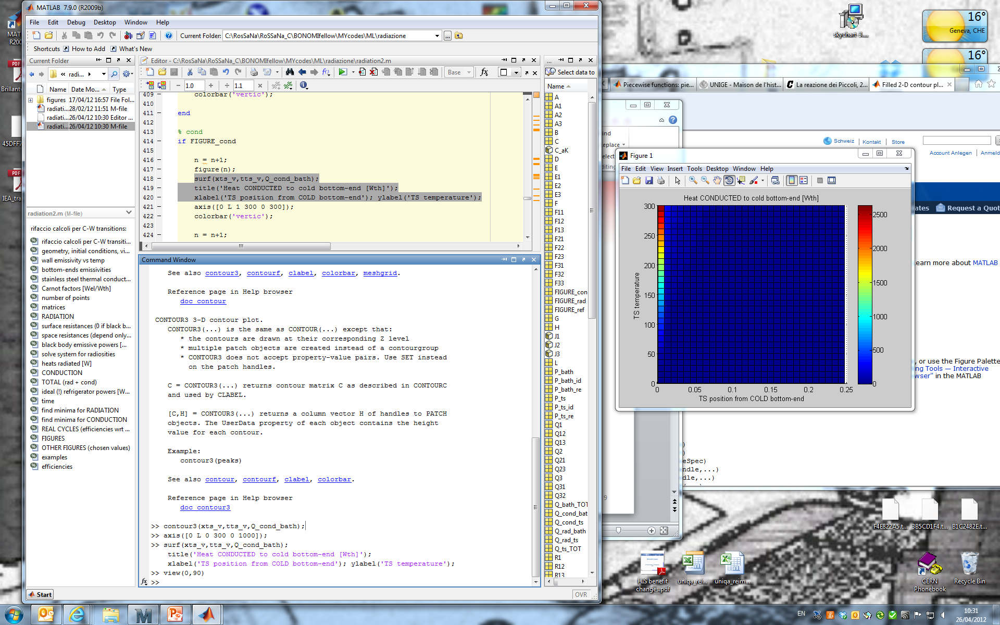 MATLAB 7.9.0 (R2009b)
File Edit Debug Desktop Window Help
Current Folder: C:\RosSaNa\RoSSaNa_C\BONOMIfellow\MYcodes\ML\radiazione
Shortcuts How to Add What's New
Current Folder
« radi...
Name Date Mo... Type
figures 17/04/12 16:57 File Fol...
radiati... 28/02/12 11:51 M-file
radiati... 26/04/12 10:30 Editor ...
radiati... 26/04/12 10:30 M-file
radiation2.m (M-file)
rifaccio calcoli per C-W transitions:
rifaccio calcoli per C-W transiti...
geometry, initial conditions, vi...
wall emissivity vs temp
bottom-ends emissivities
stainless steel thermal conduct...
Carnot factors [Wel/Wth]
number of points
matrices
RADIATION
surface resistances (0 if black b...
space resistances (depend only...
black body emissive powers [...
solve system for radiosities
heats radiated [W]
CONDUCTION
TOTAL (rad + cond)
ideal (!) refrigerator powers [W...
time
find minima for RADIATION
find minima for CONDUCTION
REAL CYCLES (efficiencies wrt ...
FIGURES
OTHER FIGURES (chosen values)
examples
efficiencies
Start
Editor - C:\RosSaNa\RoSSaNa_C\BONOMIfellow\MYcodes\ML\radiazione\radiation2.m
Base
fx
− 1.0 + ÷ 1.1 ×
409 − colorbar('vertic');
410
411 − end
412
413 % cond
414 − if FIGURE_cond
415
416 − n = n+1;
417 − figure(n);
418 − surf(xts_v,tts_v,Q_cond_bath);
419 − title('Heat CONDUCTED to cold bottom-end [Wth]');
420 − xlabel('TS position from COLD bottom-end'); ylabel('TS temperature');
421 − axis([0 L 1 300 0 300]);
422 − colorbar('vertic');
423
424 − n = n+1;
Command Window
See also contour3, contourf, clabel, colorbar, meshgrid.
Reference page in Help browser
doc contour
CONTOUR3 3-D contour plot.
CONTOUR3(...) is the same as CONTOUR(...) except that:
* the contours are drawn at their corresponding Z level
* multiple patch objects are created instead of a contourgroup
* CONTOUR3 does not accept property-value pairs. Use SET instead
on the patch handles.
C = CONTOUR3(...) returns contour matrix C as described in CONTOURC
and used by CLABEL.
[C,H] = CONTOUR3(...) returns a column vector H of handles to PATCH
objects. The UserData property of each object contains the height
value for each contour.
Example:
contour3(peaks)
See also contour, contourf, clabel, colorbar.
Reference page in Help browser
doc contour3
>> contour3(xts_v,tts_v,Q_cond_bath);
>> axis([0 L 0 300 0 1000]);
>> surf(xts_v,tts_v,Q_cond_bath);
title('Heat CONDUCTED to cold bottom-end [Wth]');
xlabel('TS position from COLD bottom-end'); ylabel('TS temperature');
>> view(0,90)
fx >>
OVR
... 
Select data to
Name
A
A1
A2
A3
B
C
C_aK
D
E
E1
E2
E3
F
F11
F12
F13
F21
F22
F23
F31
F32
F33
FIGURE_con
FIGURE_rad
FIGURE_ref
G
H
J1
J2
J3
L
P_bath
P_bath_id
P_bath_re
P_ts
P_ts_id
P_ts_re
Q1
Q12
Q13
Q2
Q21
Q23
Q3
Q31
Q32
Q_bath_TOT
Q_cond_bat
Q_cond_ts
Q_rad_bath
Q_rad_ts
Q_ts_TOT
R1
R12
R13
Figure 1
File Edit View Insert Tools Desktop Window Help
Heat CONDUCTED to cold bottom-end [Wth]
300
250
200
150
100
50
0
TS temperature
0 0.05 0.1 0.15 0.2 0.25
TS position from COLD bottom-end
2500
2000
1500
1000
500
0
Piecewise functions: pie...
UNIGE - Maison de l'hist...
La reazione dei Piccoli, 2...
Filled 2-D contour pl...
Schweiz | Kontakt | Store
Account Anlegen | Anmeld
ates Request a Quot
earn more about MATLAB
, or use the Figure Palette
ng Tools — Interactive
wser" in the MATLAB
)
)
eSpec)
ndle,...)
dle,...)
ind
eplace
elect
diting
9
16°
Geneva, CHE
16°
skychart-3....
MAT
R20
PDF
Brillant
45DFF7
PDF
IEA_tra
F4E822A5.t...
3B5CD1F4.t...
B1C2482E.t...
HIS benefit
changes.pdf
uniqa_rei...
uniqa_reim...
CERN
Phonebook
Recycle Bin
EN
10:31
26/04/2012